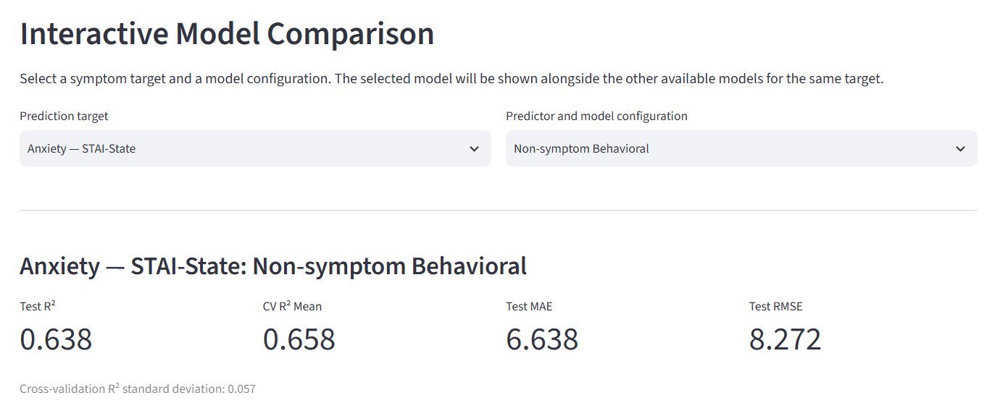 Interactive Model Comparison
Select a symptom target and a model configuration. The selected model will be shown alongside the other available models for the same target.
Prediction target
Predictor and model configuration
Anxiety — STAI-State
Non-symptom Behavioral
Anxiety — STAI-State: Non-symptom Behavioral
Test R²
CV R² Mean
Test MAE
Test RMSE
0.638
0.658
6.638
8.272
Cross-validation R² standard deviation: 0.057